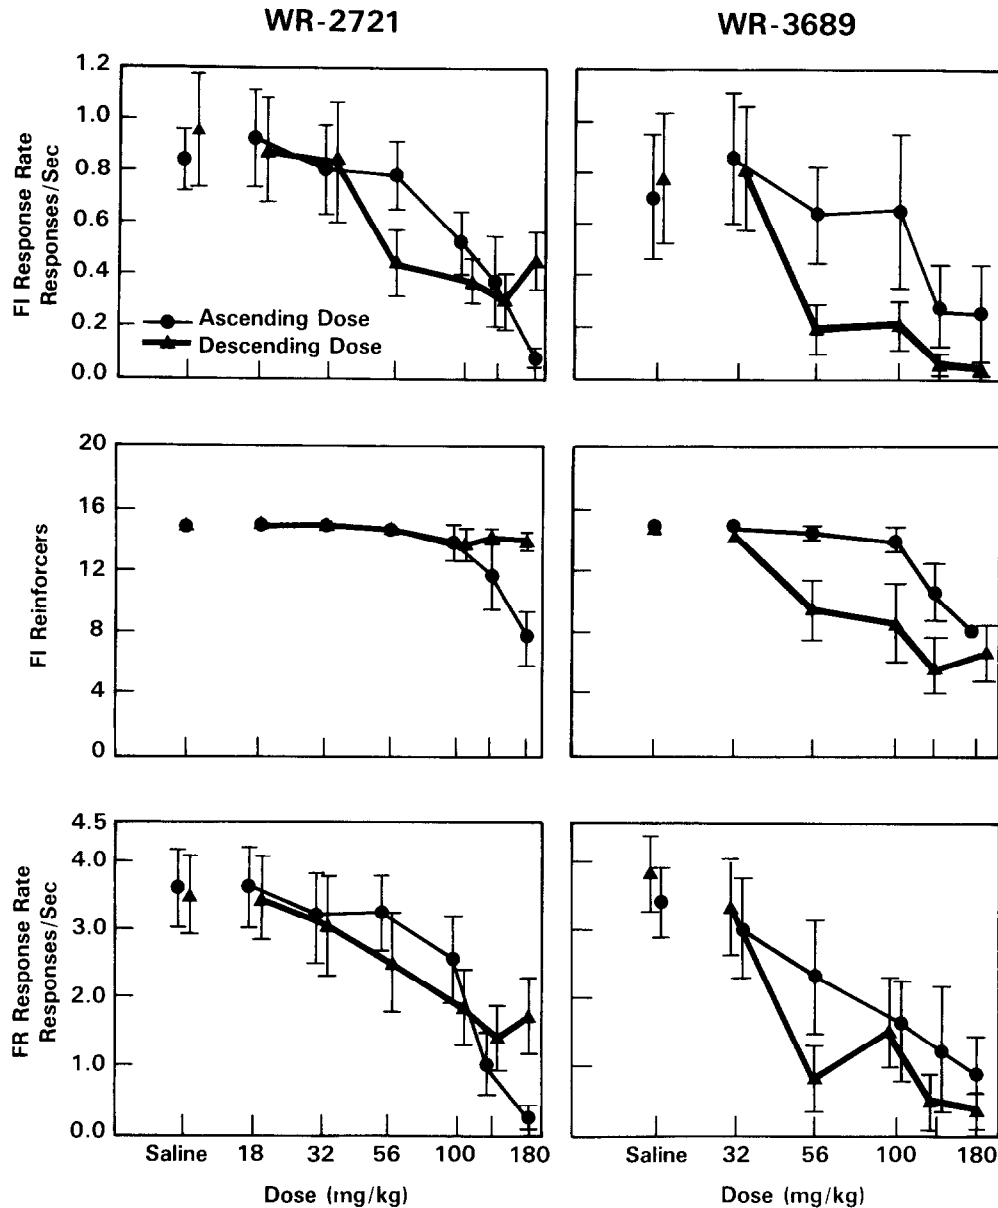 WR-2721
WR-3689
FI Response Rate
Responses/Sec
1.2
1.0
0.8
0.6
0.4
0.2
0.0
Ascending Dose
Descending Dose
FI Reinforcers
20
16
12
8
4
0
FR Response Rate
Responses/Sec
4.5
4.0
3.0
2.0
1.0
0.0
Saline 18 32 56 100 180
Saline 32 56 100 180
Dose (mg/kg)
Dose (mg/kg)